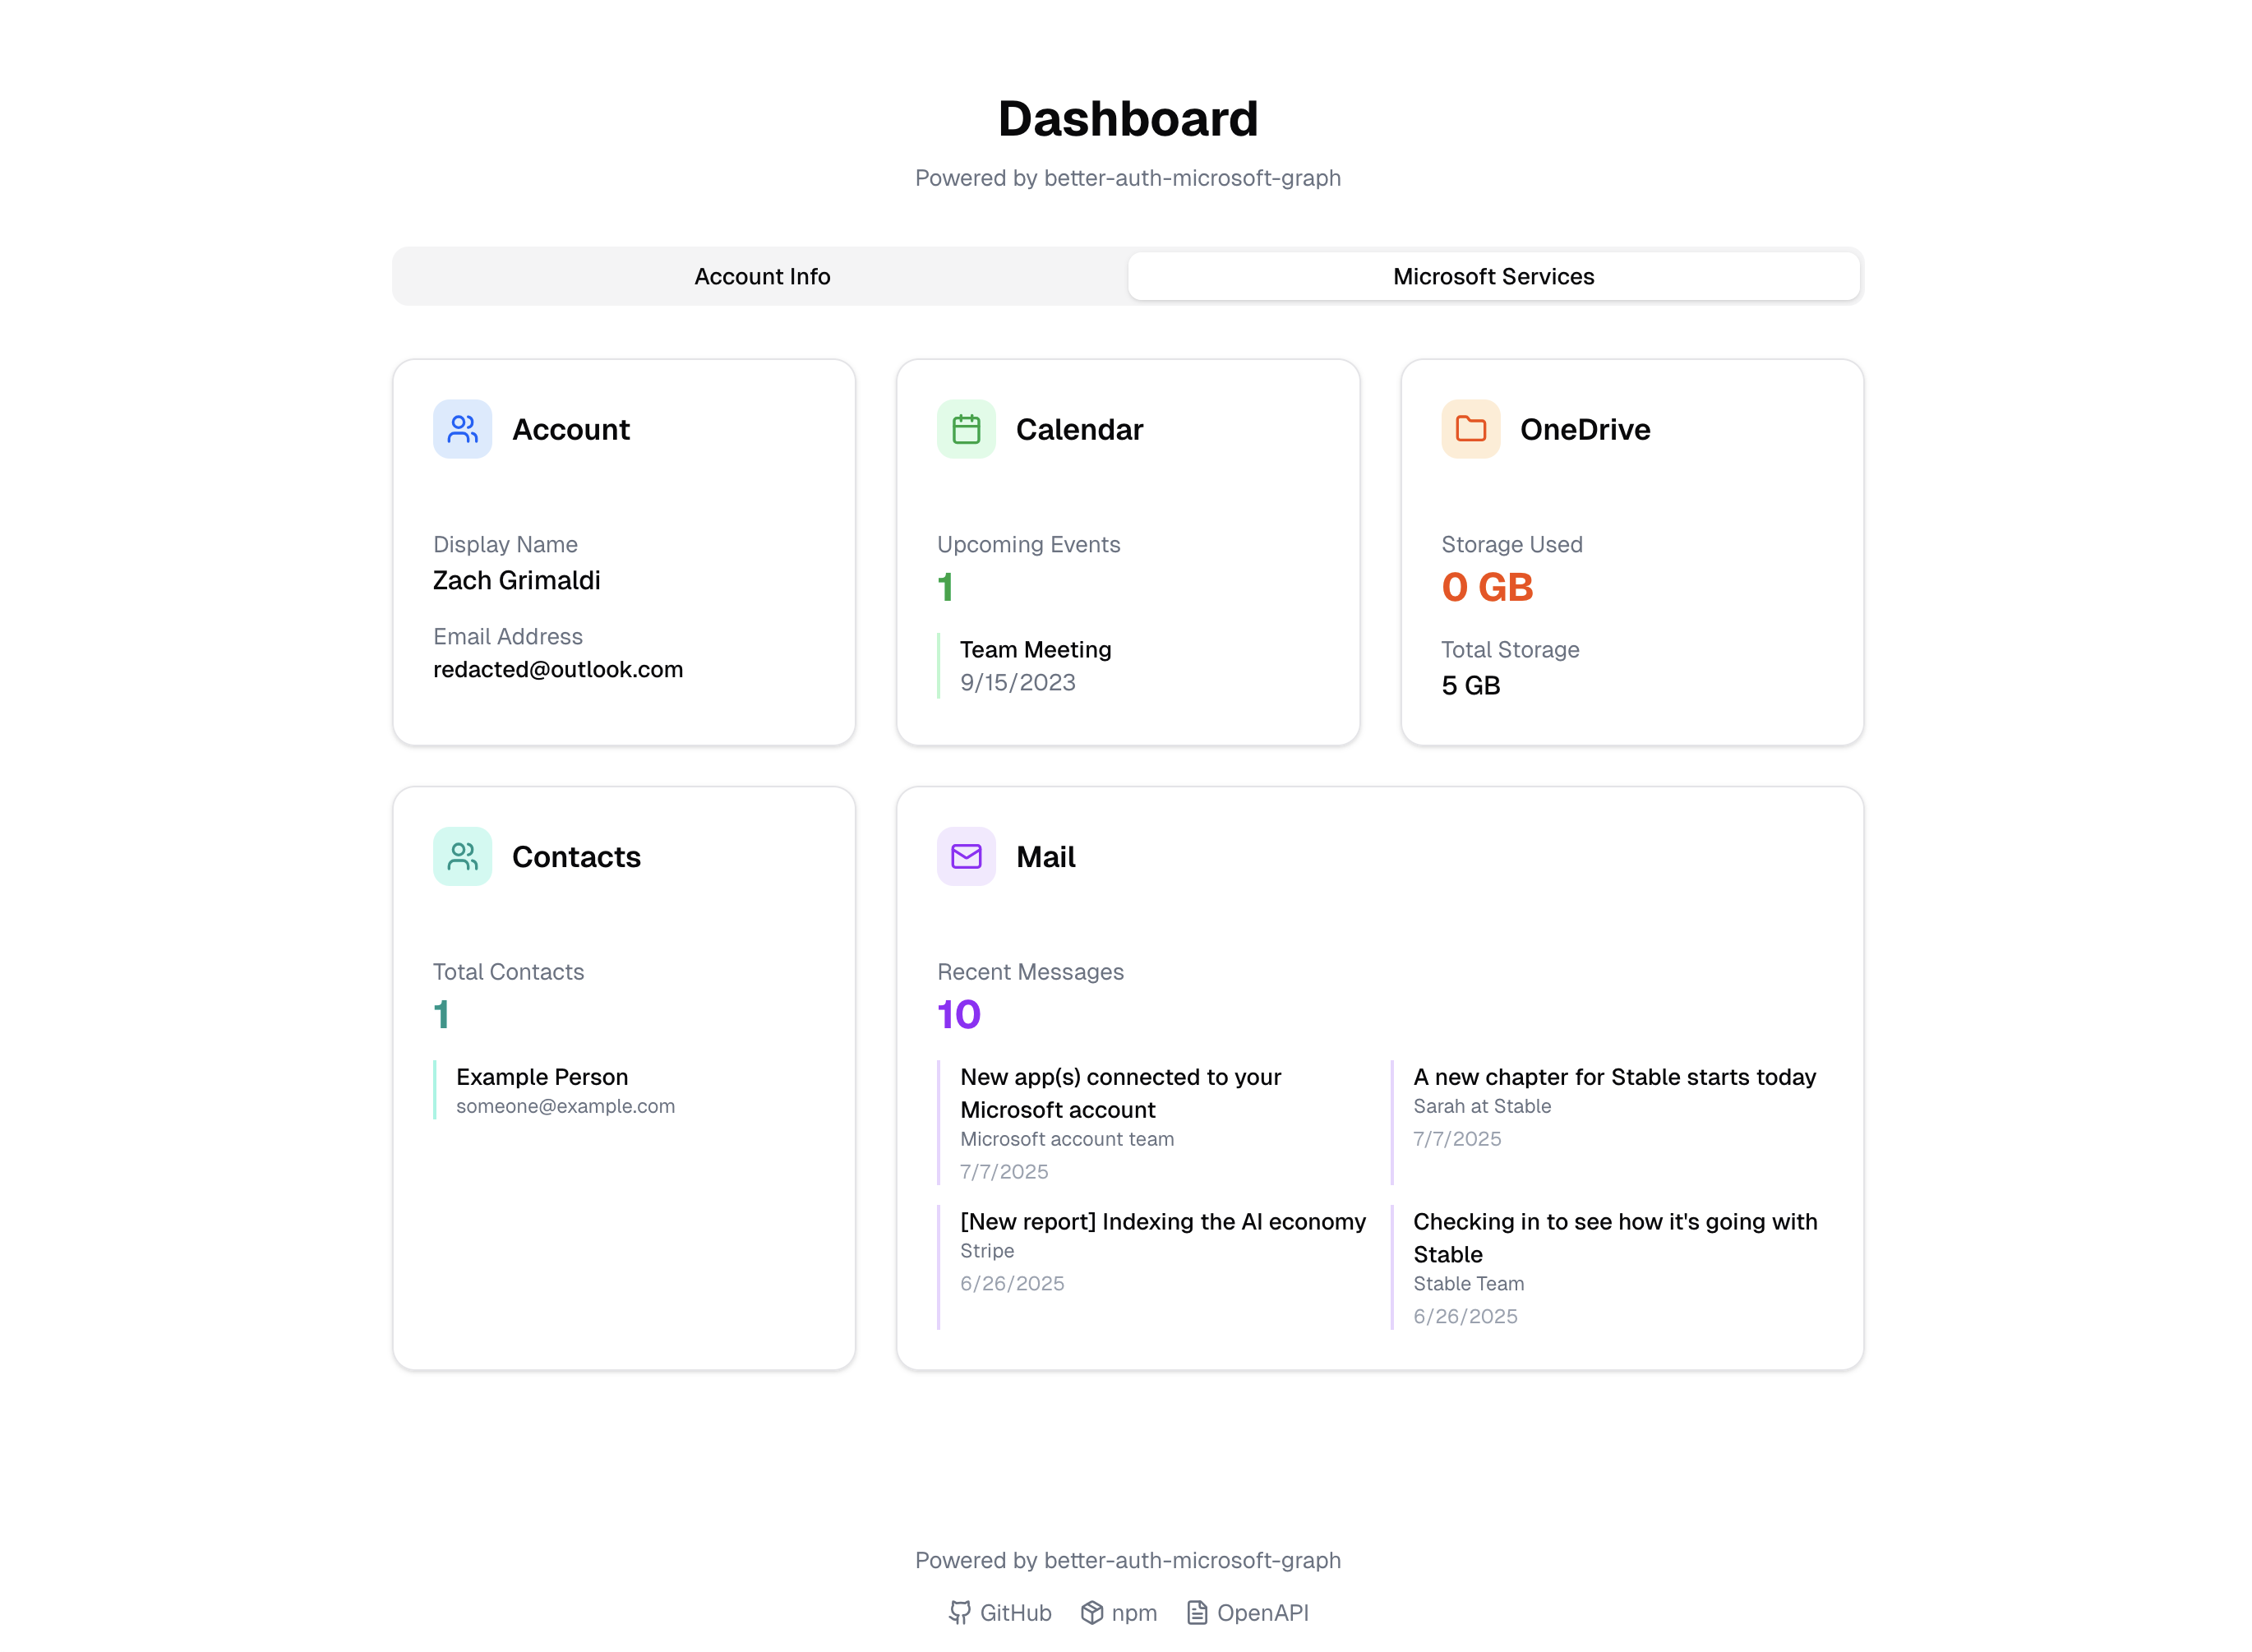 Dashboard
Powered by better-auth-microsoft-graph
Account Info
Microsoft Services
Account
Display Name
Zach Grimaldi
Email Address
redacted@outlook.com
Calendar
Upcoming Events
1
Team Meeting
9/15/2023
OneDrive
Storage Used
0 GB
Total Storage
5 GB
Contacts
Total Contacts
1
Example Person
someone@example.com
Mail
Recent Messages
10
New app(s) connected to your
Microsoft account
Microsoft account team
7/7/2025
A new chapter for Stable starts today
Sarah at Stable
7/7/2025
[New report] Indexing the AI economy
Stripe
6/26/2025
Checking in to see how it's going with
Stable
Stable Team
6/26/2025
Powered by better-auth-microsoft-graph
GitHub
npm
OpenAPI